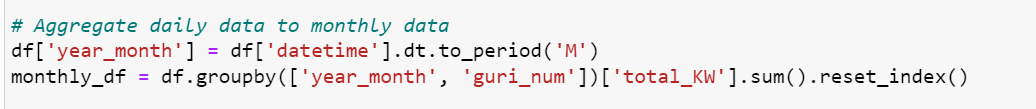 # Aggregate daily data to monthly data
df['year_month'] = df['datetime'].dt.to_period('M')
monthly_df = df.groupby(['year_month', 'guri_num'])['total_KW'].sum().reset_index()